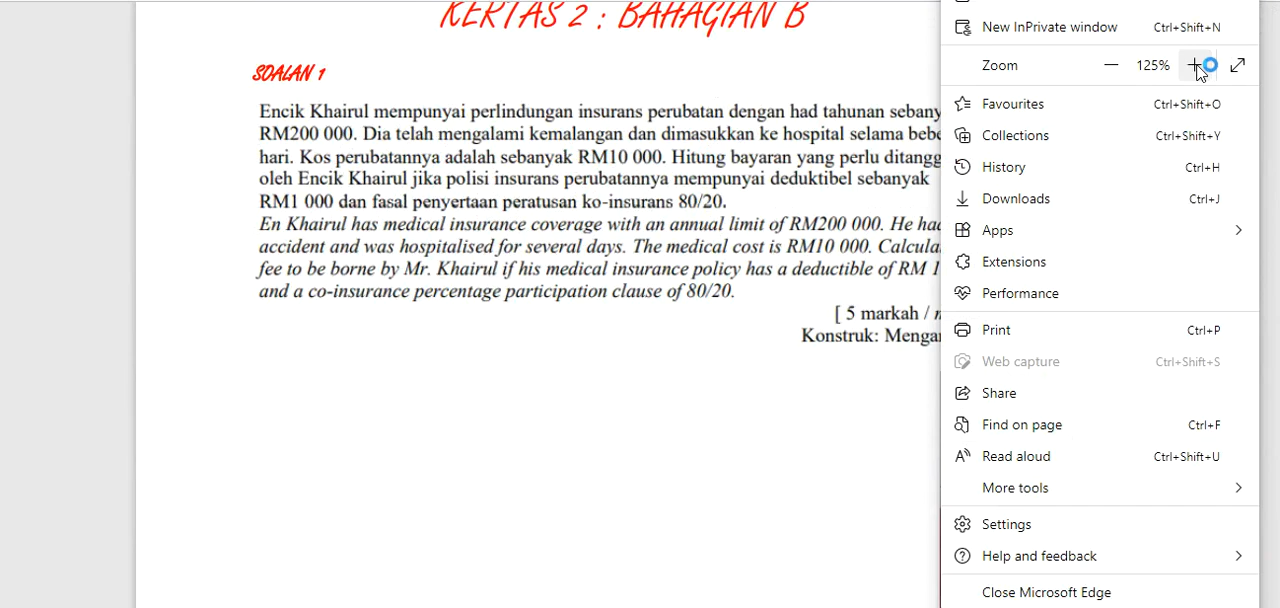 KERTAS 2 : BAHAGIAN B
SOALAN 1
Encik Khairul mempunyai perlindungan insurans perubatan dengan had tahunan sebany
RM200 000. Dia telah mengalami kemalangan dan dimasukkan ke hospital selama bebe
hari. Kos perubatannya adalah sebanyak RM10 000. Hitung bayaran yang perlu ditangg
oleh Encik Khairul jika polisi insurans perubatannya mempunyai deduktibel sebanyak
RM1 000 dan fasal penyertaan peratusan ko-insurans 80/20.
En Khairul has medical insurance coverage with an annual limit of RM200 000. He had
accident and was hospitalised for several days. The medical cost is RM10 000. Calcula
fee to be borne by Mr. Khairul if his medical insurance policy has a deductible of RM 1
and a co-insurance percentage participation clause of 80/20.
[ 5 markah / m
Konstruk: Mengan
New InPrivate window Ctrl+Shift+N
Zoom — 125% +
Favourites Ctrl+Shift+O
Collections Ctrl+Shift+Y
History Ctrl+H
Downloads Ctrl+J
Apps
Extensions
Performance
Print Ctrl+P
Web capture Ctrl+Shift+S
Share
Find on page Ctrl+F
Read aloud Ctrl+Shift+U
More tools
Settings
Help and feedback
Close Microsoft Edge